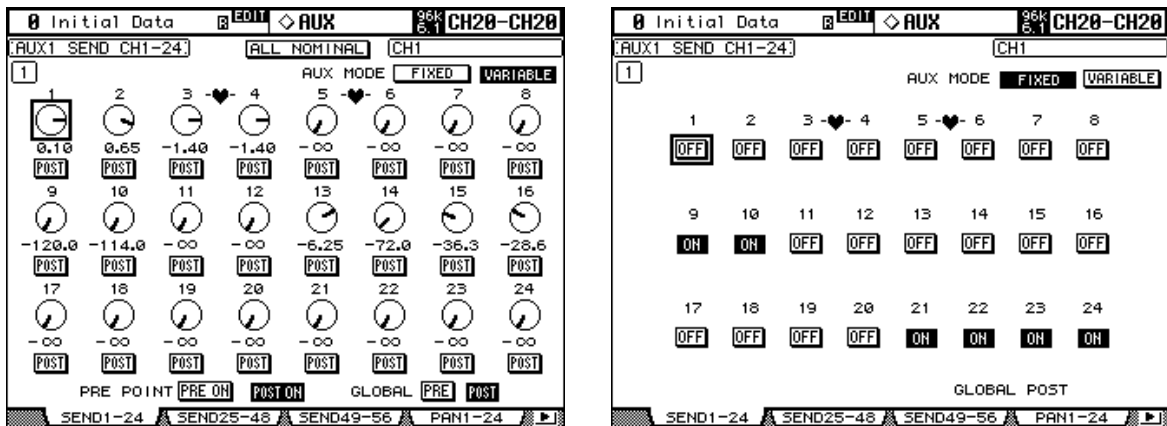 0 Initial Data R EDIT ◇AUX 96k 6.1 CH20-CH20
AUX1 SEND CH1-24 ALL NOMINAL CH1
1 AUX MODE FIXED VARIABLE
1 2 3 -♥- 4 5 -♥- 6 7 8
0.10 0.65 -1.40 -1.40 -∞ -∞ -∞ -∞
POST POST POST POST POST POST POST POST
9 10 11 12 13 14 15 16
-120.0 -114.0 -∞ -∞ -6.25 -72.0 -36.3 -28.6
POST POST POST POST POST POST POST POST
17 18 19 20 21 22 23 24
-∞ -∞ -∞ -∞ -∞ -∞ -∞ -∞
POST POST POST POST POST POST POST POST
PRE POINT PRE ON POST ON GLOBAL PRE POST
SEND1-24 SEND25-48 SEND49-56 PAN1-24
0 Initial Data R EDIT ◇AUX 96k 6.1 CH20-CH20
AUX1 SEND CH1-24 CH1
1 AUX MODE FIXED VARIABLE
1 2 3 -♥- 4 5 -♥- 6 7 8
OFF OFF OFF OFF OFF OFF OFF OFF
9 10 11 12 13 14 15 16
ON ON OFF OFF OFF OFF OFF OFF
17 18 19 20 21 22 23 24
OFF OFF OFF OFF ON ON ON ON
GLOBAL POST
SEND1-24 SEND25-48 SEND49-56 PAN1-24